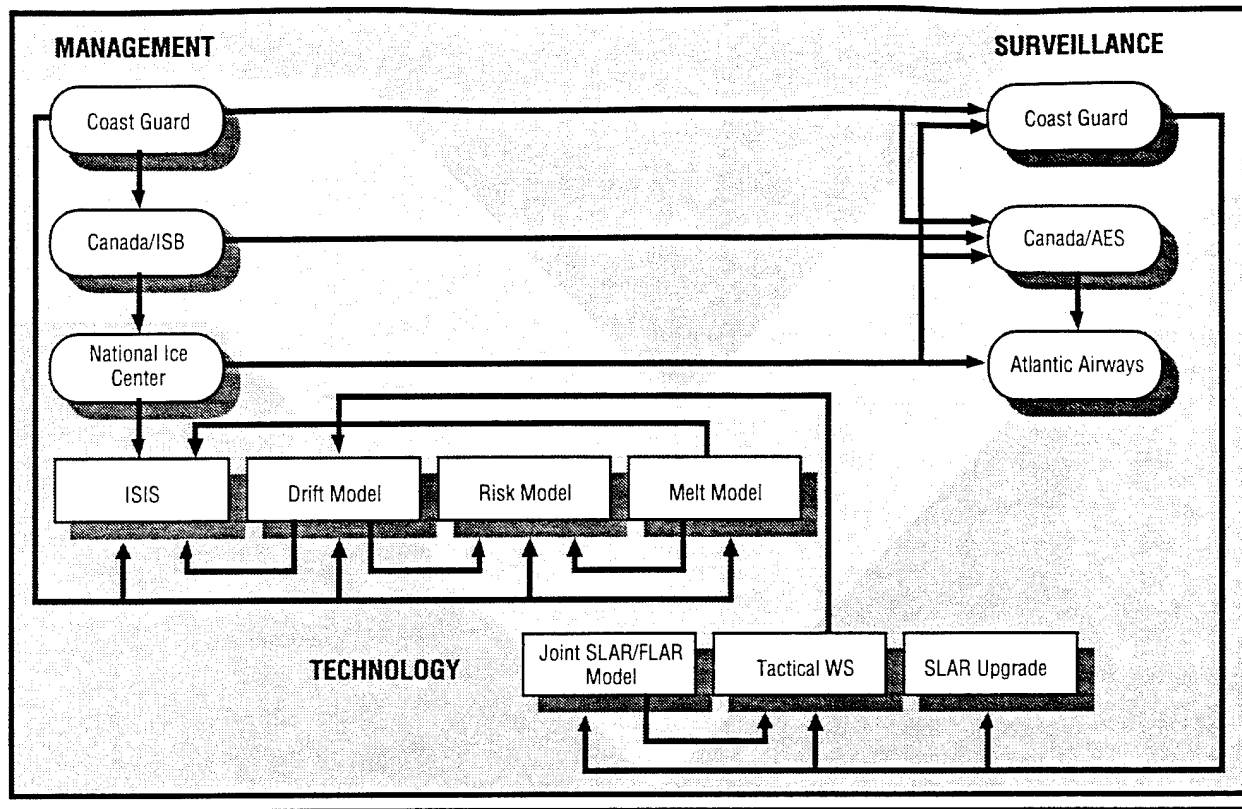 MANAGEMENT
SURVEILLANCE
Coast Guard
Coast Guard
Canada/ISB
Canada/AES
National Ice
Center
Atlantic Airways
ISIS
Drift Model
Risk Model
Melt Model
TECHNOLOGY
Joint SLAR/FLAR
Model
Tactical WS
SLAR Upgrade